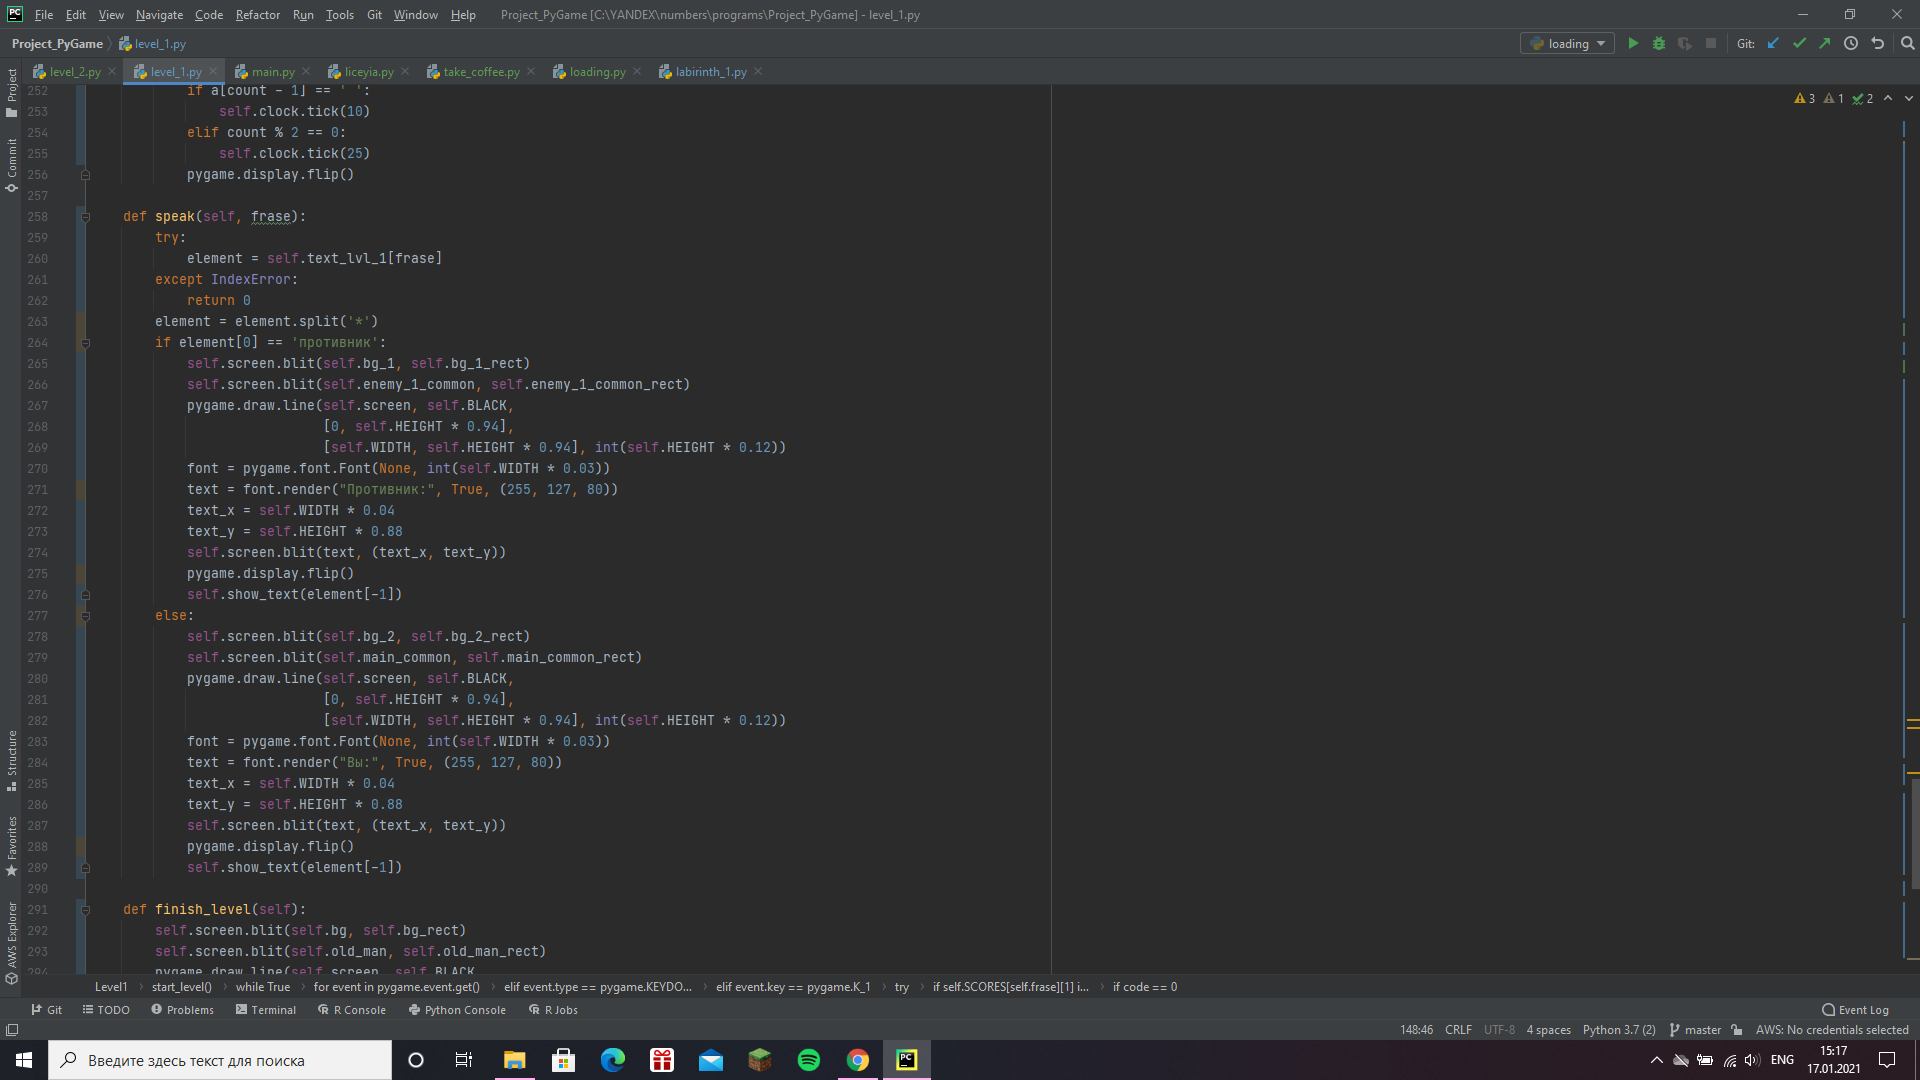 File Edit View Navigate Code Refactor Run Tools Git Window Help Project_PyGame [C:\YANDEX\numbers\programs\Project_PyGame] - level_1.py
Project_PyGame level_1.py loading Git:
level_2.py level_1.py main.py liceyia.py take_coffee.py loading.py labirinth_1.py
Project
Commit
Structure
Favorites
AWS Explorer
3 1 2
252 if a[count - 1] == ' ':
253 self.clock.tick(10)
254 elif count % 2 == 0:
255 self.clock.tick(25)
256 pygame.display.flip()
257
258 def speak(self, frase):
259 try:
260 element = self.text_lvl_1[frase]
261 except IndexError:
262 return 0
263 element = element.split('*')
264 if element[0] == 'противник':
265 self.screen.blit(self.bg_1, self.bg_1_rect)
266 self.screen.blit(self.enemy_1_common, self.enemy_1_common_rect)
267 pygame.draw.line(self.screen, self.BLACK,
268 [0, self.HEIGHT * 0.94],
269 [self.WIDTH, self.HEIGHT * 0.94], int(self.HEIGHT * 0.12))
270 font = pygame.font.Font(None, int(self.WIDTH * 0.03))
271 text = font.render("Противник:", True, (255, 127, 80))
272 text_x = self.WIDTH * 0.04
273 text_y = self.HEIGHT * 0.88
274 self.screen.blit(text, (text_x, text_y))
275 pygame.display.flip()
276 self.show_text(element[-1])
277 else:
278 self.screen.blit(self.bg_2, self.bg_2_rect)
279 self.screen.blit(self.main_common, self.main_common_rect)
280 pygame.draw.line(self.screen, self.BLACK,
281 [0, self.HEIGHT * 0.94],
282 [self.WIDTH, self.HEIGHT * 0.94], int(self.HEIGHT * 0.12))
283 font = pygame.font.Font(None, int(self.WIDTH * 0.03))
284 text = font.render("Вы:", True, (255, 127, 80))
285 text_x = self.WIDTH * 0.04
286 text_y = self.HEIGHT * 0.88
287 self.screen.blit(text, (text_x, text_y))
288 pygame.display.flip()
289 self.show_text(element[-1])
290
291 def finish_level(self):
292 self.screen.blit(self.bg, self.bg_rect)
293 self.screen.blit(self.old_man, self.old_man_rect)
294 pygame.draw.line(self.screen, self.BLACK,
Level1 start_level() while True for event in pygame.event.get() elif event.type == pygame.KEYDO... elif event.key == pygame.K_1 try if self.SCORES[self.frase][1] i... if code == 0
Git TODO Problems Terminal R Console Python Console R Jobs Event Log
148:46 CRLF UTF-8 4 spaces Python 3.7 (2) master AWS: No credentials selected
Введите здесь текст для поиска ENG 15:17
17.01.2021